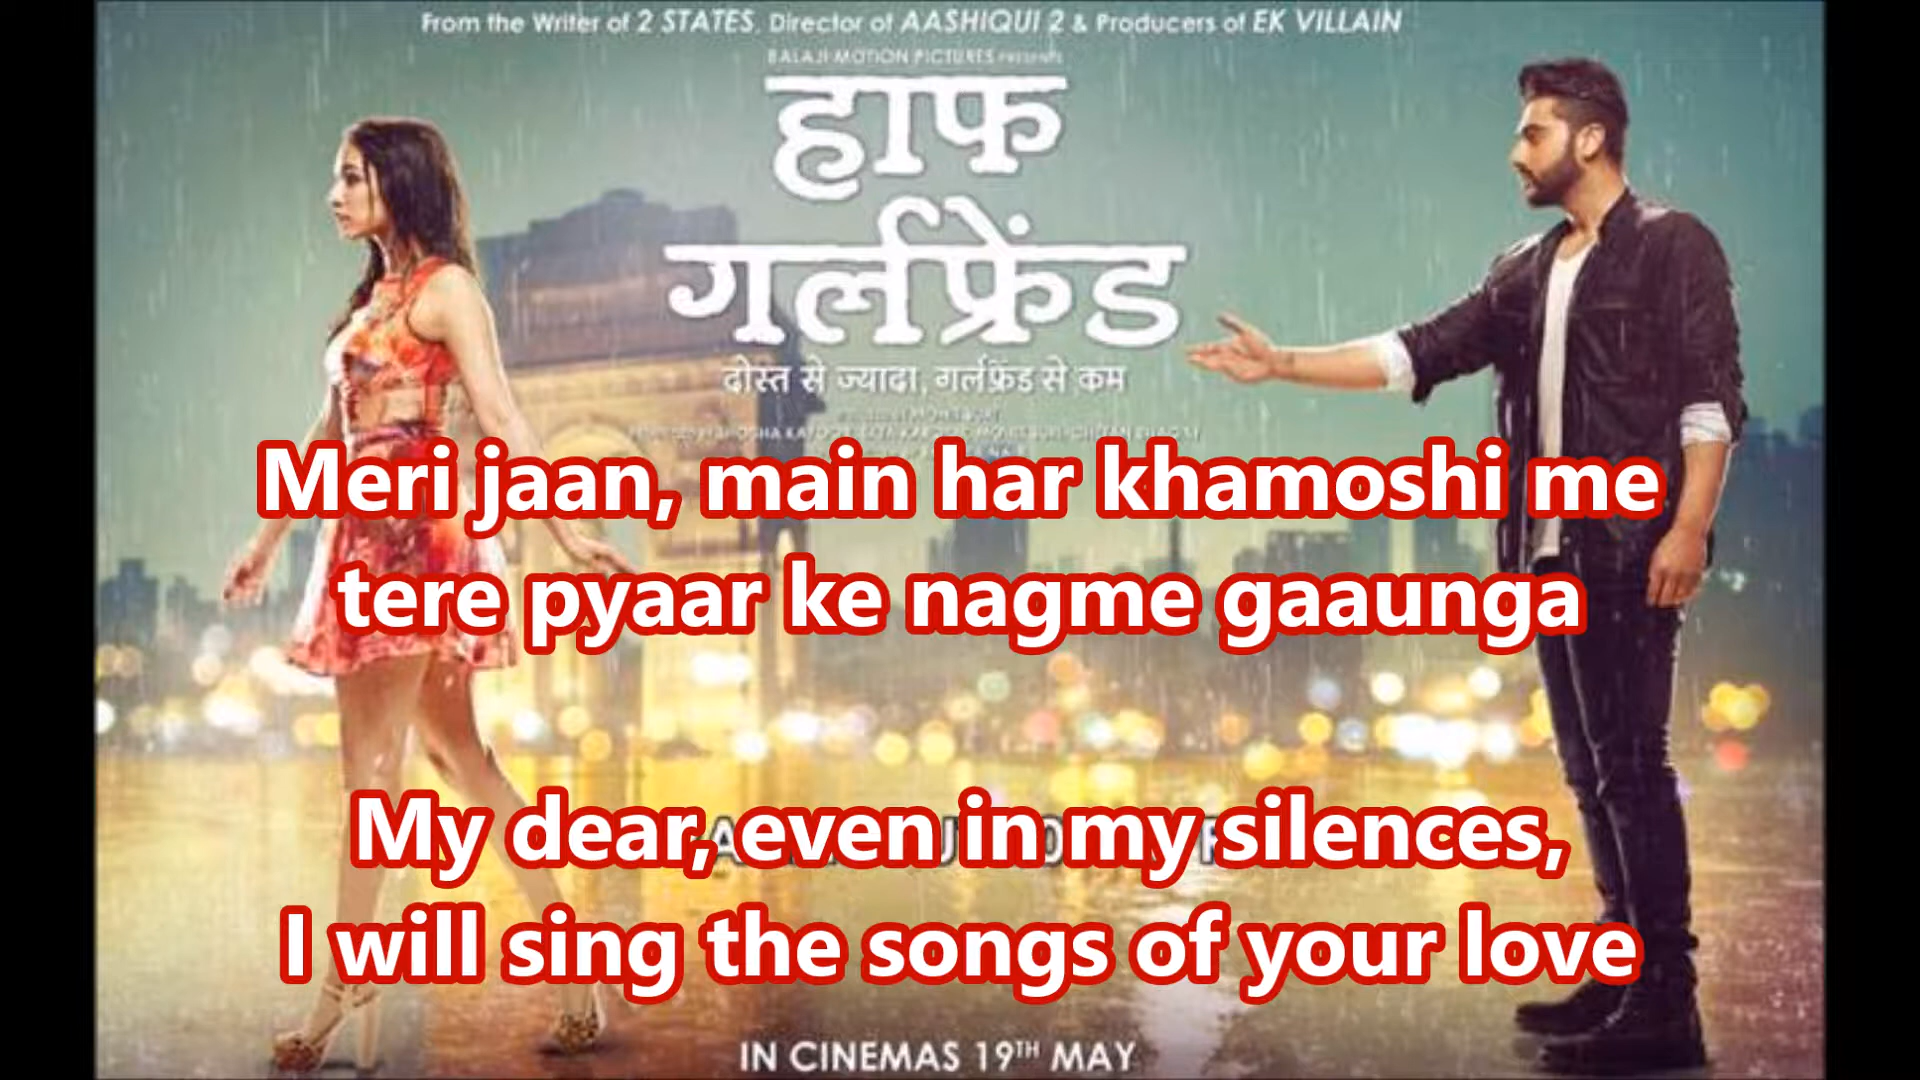 From the Writer of 2 STATES, Director of AASHIQUI 2 & Producers of EK VILLAIN
BALAJI MOTION PICTURES PRESENTS
हाफ
गर्लफ्रेंड
दोस्त से ज्यादा, गर्लफ्रेंड से कम
Meri jaan, main har khamoshi me
tere pyaar ke nagme gaaunga
My dear, even in my silences,
I will sing the songs of your love
IN CINEMAS 19TH MAY